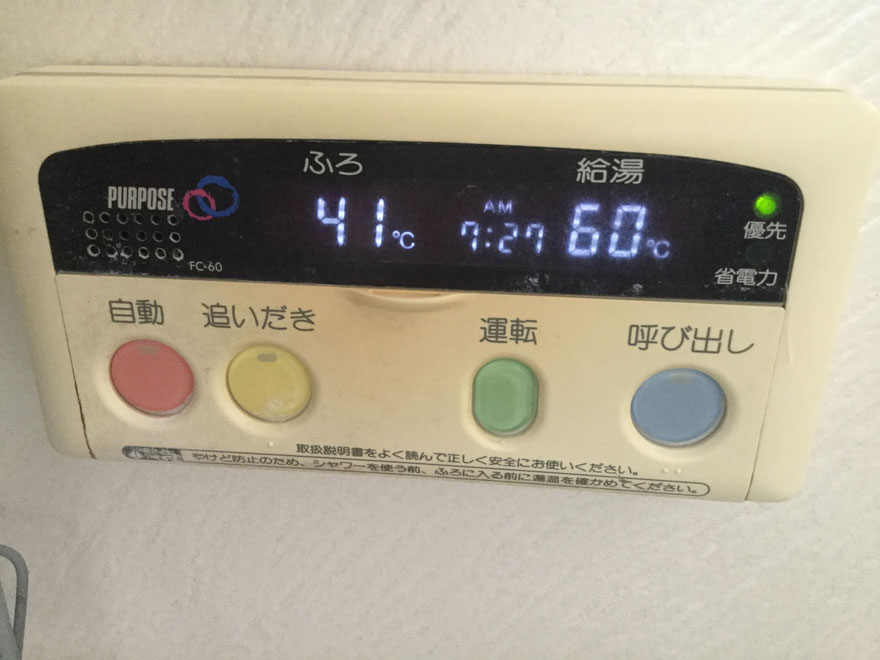 ふろ 給湯
PURPOSE
41℃ AM 7:27 60℃
優先
FC-60
省電力
自動 追いだき 運転 呼び出し
取扱説明書をよく読んで正しく安全にお使いください。
やけど防止のため、シャワーを使う前、ふろに入る前に湯温を確かめてください。